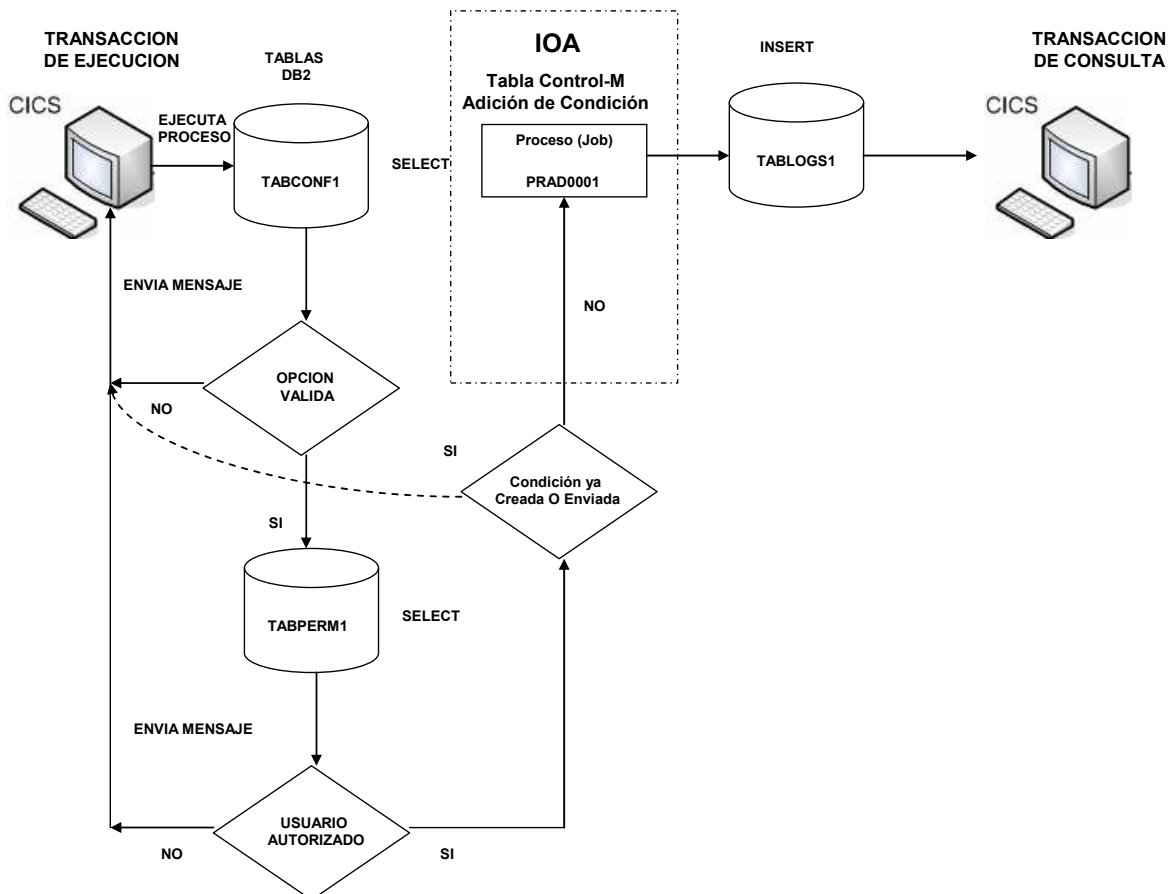 TRANSACCION
DE EJECUCION
TABLAS
DB2
IOA
Tabla Control-M
Adición de Condición
INSERT
TRANSACCION
DE CONSULTA
CICS
EJECUTA
PROCESO
TABCONF1
SELECT
Proceso (Job)
PRAD0001
TABLOGS1
CICS
ENVIA MENSAJE
NO
OPCION
VALIDA
NO
SI
Condición ya
Creada O Enviada
SI
TABPERM1
SELECT
ENVIA MENSAJE
USUARIO
AUTORIZADO
NO
SI